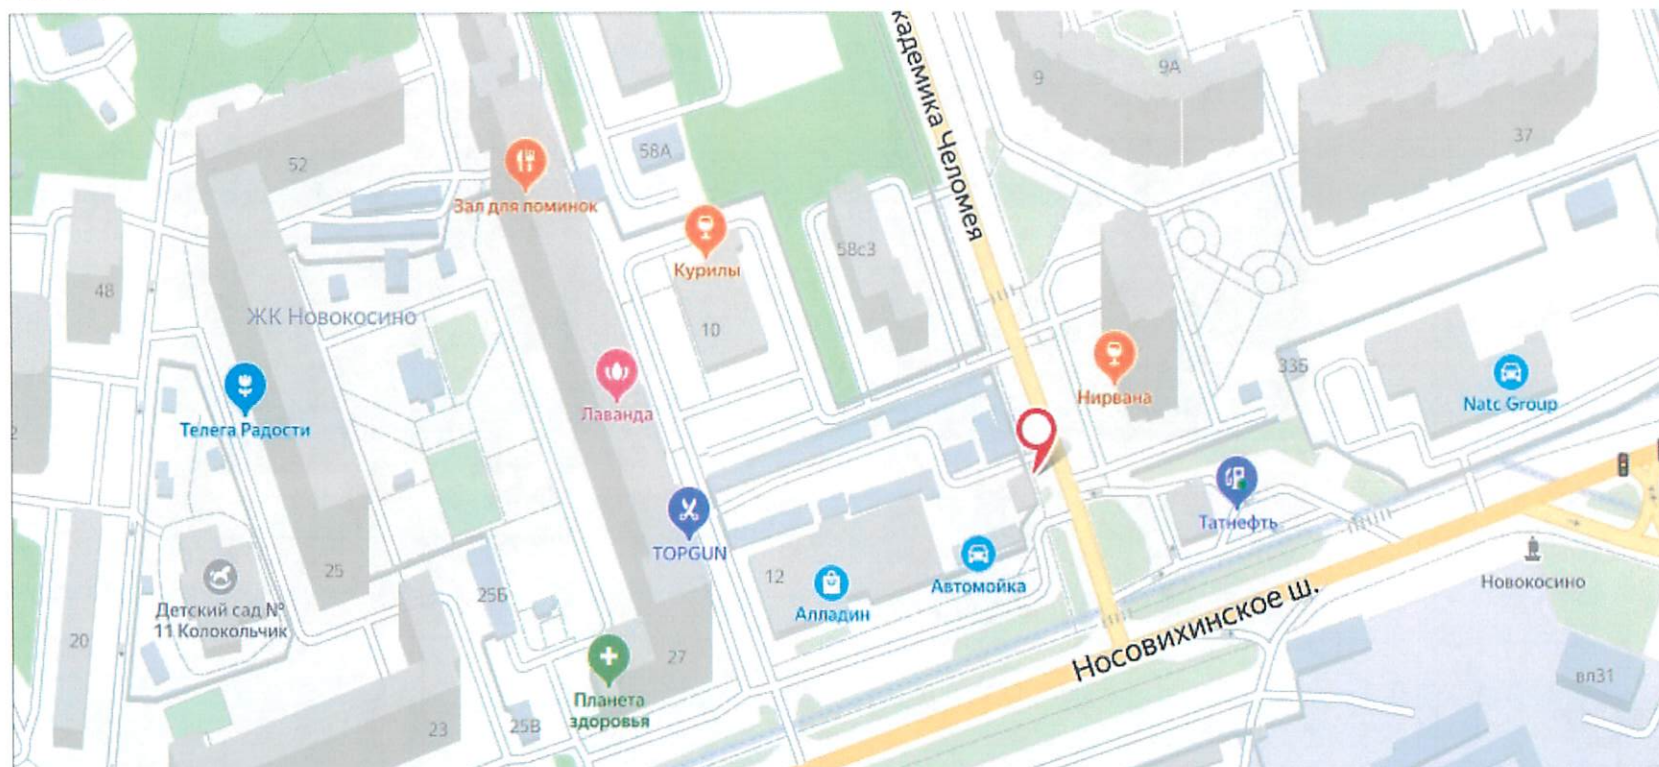 кадемика Челомея
9
9А
37
52
58А
Зал для поминок
58с3
Курилы
48
ЖК Новокосино
10
33Б
Нирвана
Natc Group
Лаванда
Телега Радости
2
Татнефть
TOPGUN
12
Автомойка
Алладин
Новокосино
25
25Б
Детский сад №
11 Колокольчик
Носовихинское ш.
20
27
вл31
Планета
здоровья
23
25В